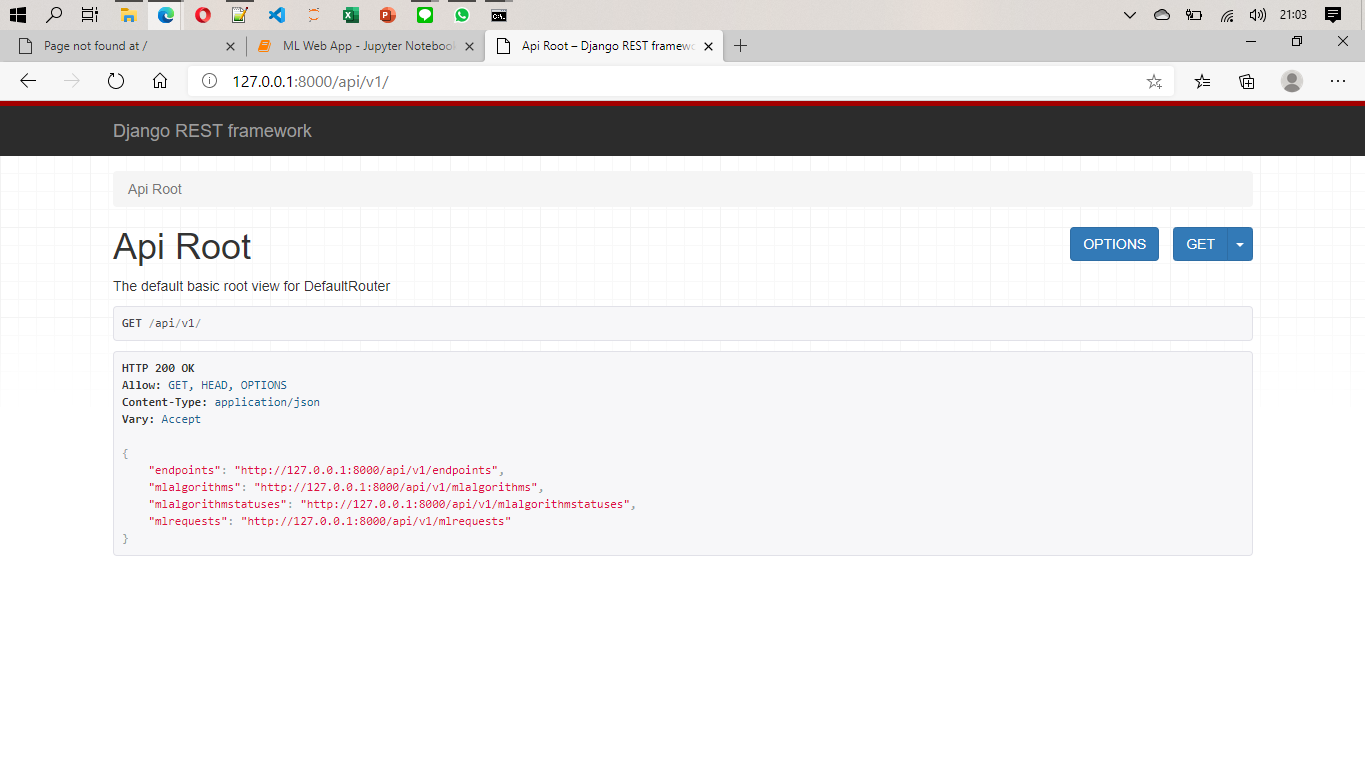 21:03
Page not found at /
ML Web App - Jupyter Notebook
Api Root – Django REST framewo
127.0.0.1:8000/api/v1/
Django REST framework
Api Root
Api Root
OPTIONS
GET
The default basic root view for DefaultRouter
GET /api/v1/
HTTP 200 OK
Allow: GET, HEAD, OPTIONS
Content-Type: application/json
Vary: Accept
{
"endpoints": "http://127.0.0.1:8000/api/v1/endpoints",
"mlalgorithms": "http://127.0.0.1:8000/api/v1/mlalgorithms",
"mlalgorithmstatuses": "http://127.0.0.1:8000/api/v1/mlalgorithmstatuses",
"mlrequests": "http://127.0.0.1:8000/api/v1/mlrequests"
}